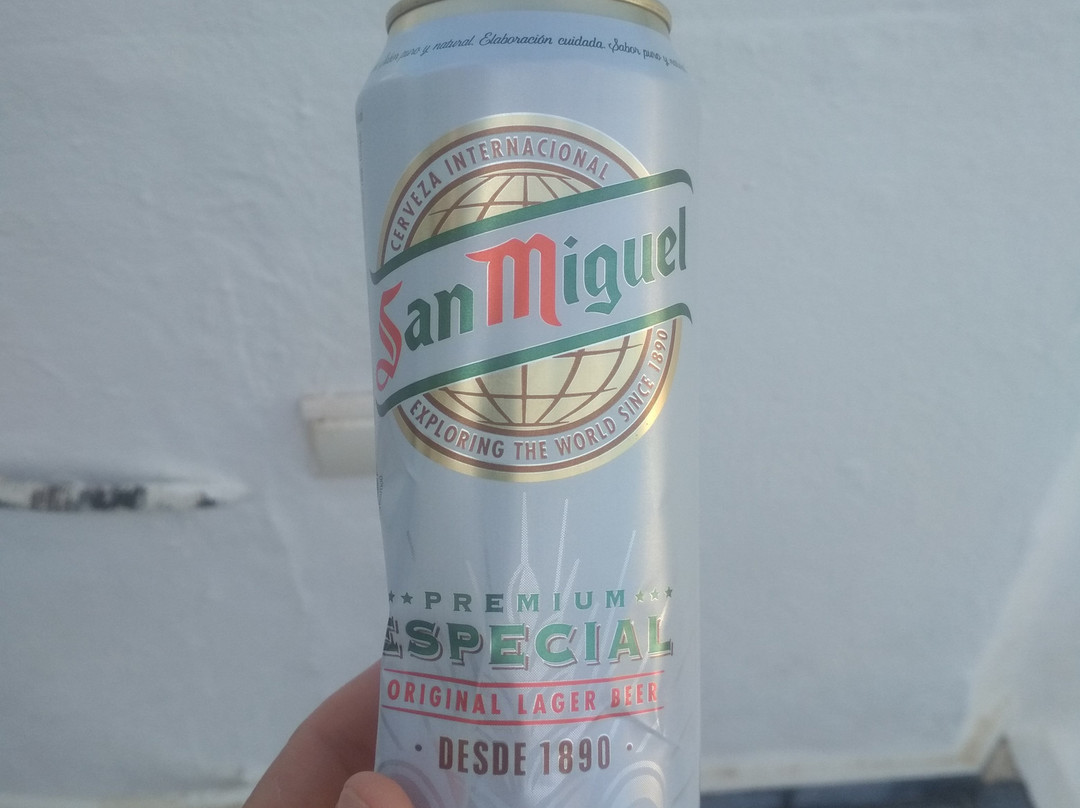 puro y natural. Elaboración cuidada. Sabor puro y
CERVEZA INTERNACIONAL
San Miguel
EXPLORING THE WORLD SINCE 1890
PREMIUM
ESPECIAL
ORIGINAL LAGER BEER
· DESDE 1890 ·